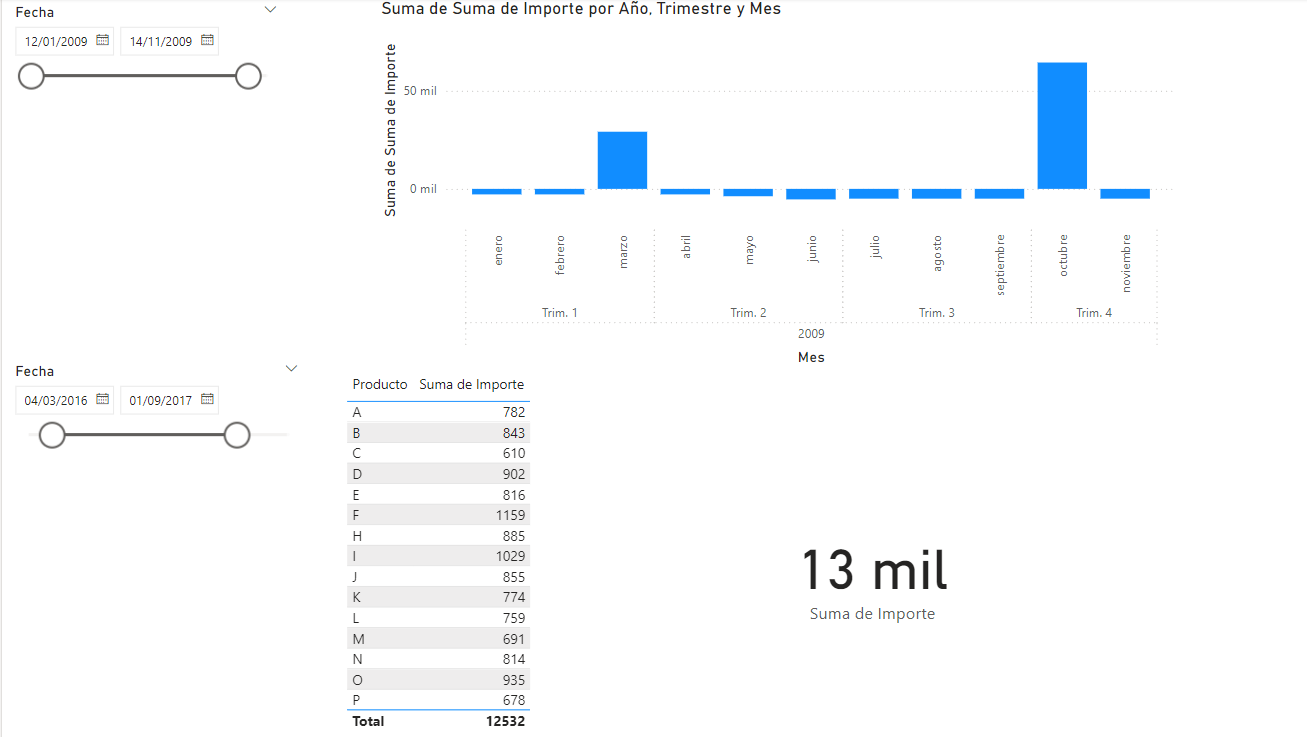 Fecha
12/01/2009 14/11/2009
Suma de Suma de Importe por Año, Trimestre y Mes
Suma de Suma de Importe
50 mil
0 mil
enero febrero marzo abril mayo junio julio agosto septiembre octubre noviembre
Trim. 1 Trim. 2 Trim. 3 Trim. 4
2009
Mes
Fecha
04/03/2016 01/09/2017
Producto Suma de Importe
A 782
B 843
C 610
D 902
E 816
F 1159
H 885
I 1029
J 855
K 774
L 759
M 691
N 814
O 935
P 678
Total 12532
13 mil
Suma de Importe